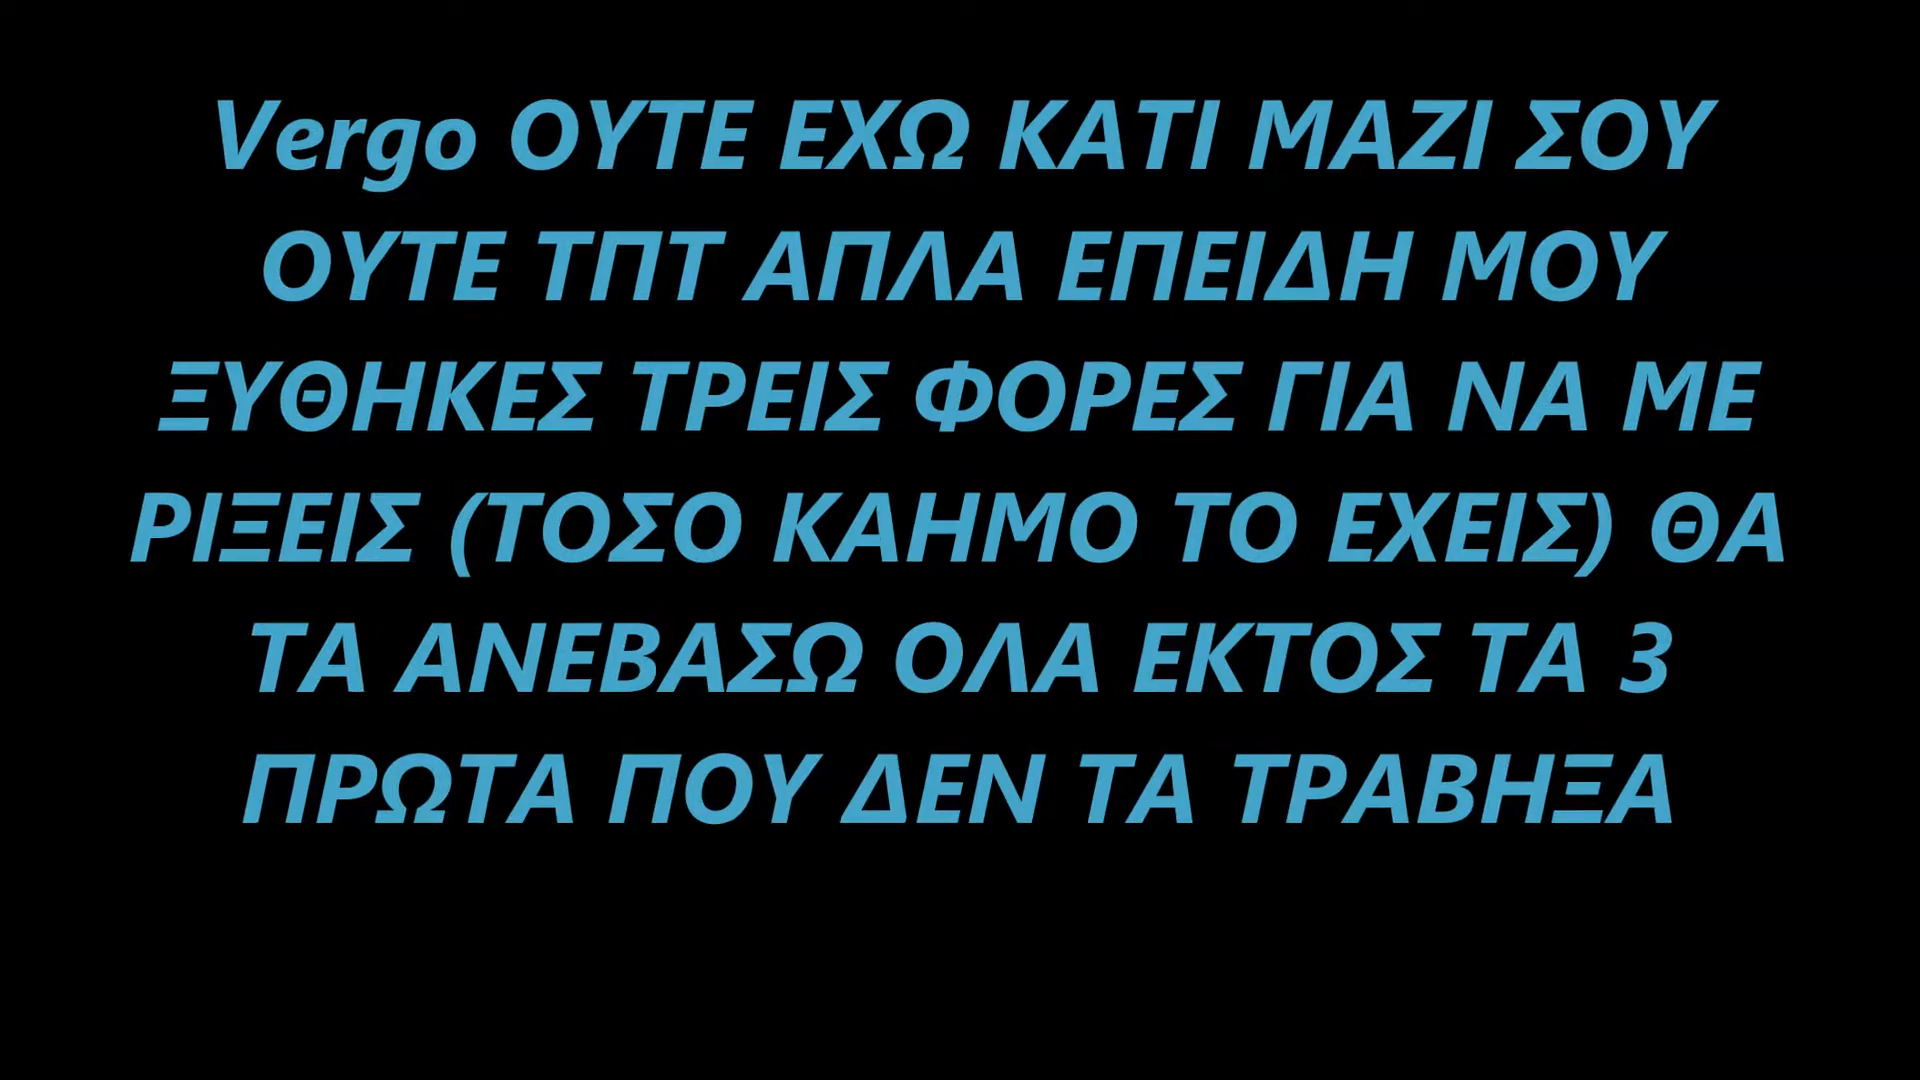 Vergo ΟΥΤΕ ΕΧΩ ΚΑΤΙ ΜΑΖΙ ΣΟΥ
ΟΥΤΕ ΤΠΤ ΑΠΛΑ ΕΠΕΙΔΗ ΜΟΥ
ΞΥΘΗΚΕΣ ΤΡΕΙΣ ΦΟΡΕΣ ΓΙΑ ΝΑ ΜΕ
ΡΙΞΕΙΣ (ΤΟΣΟ ΚΑΗΜΟ ΤΟ ΕΧΕΙΣ) ΘΑ
ΤΑ ΑΝΕΒΑΣΩ ΟΛΑ ΕΚΤΟΣ ΤΑ 3
ΠΡΩΤΑ ΠΟΥ ΔΕΝ ΤΑ ΤΡΑΒΗΞΑ